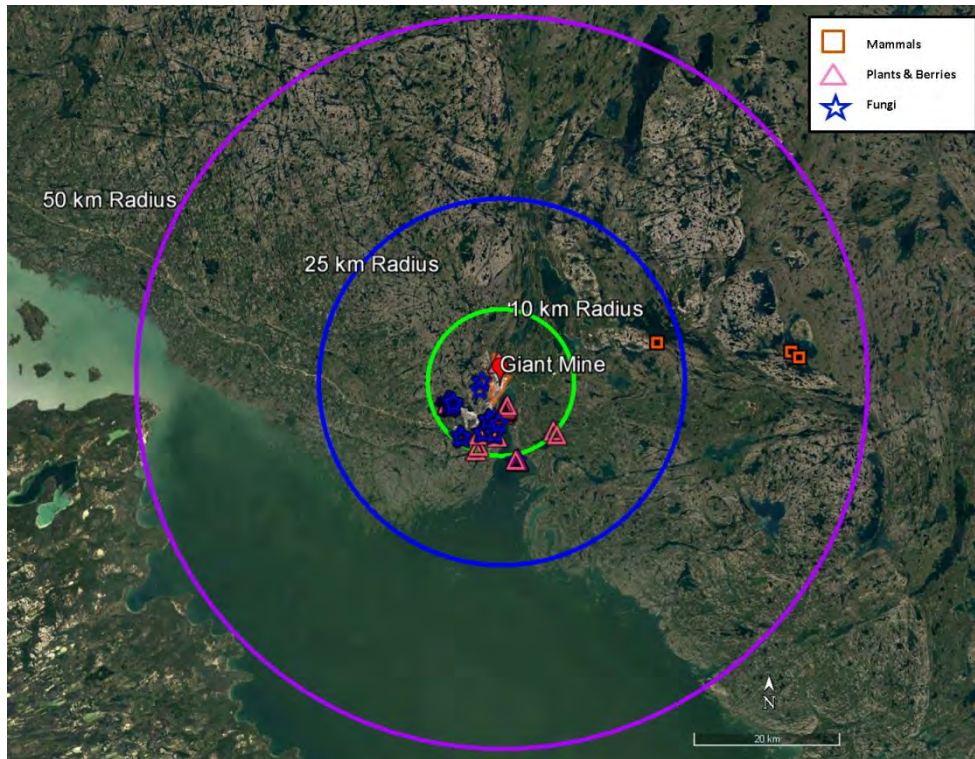 Mammals
Plants & Berries
Fungi
50 km Radius
25 km Radius
10 km Radius
Giant Mine
N
20 km